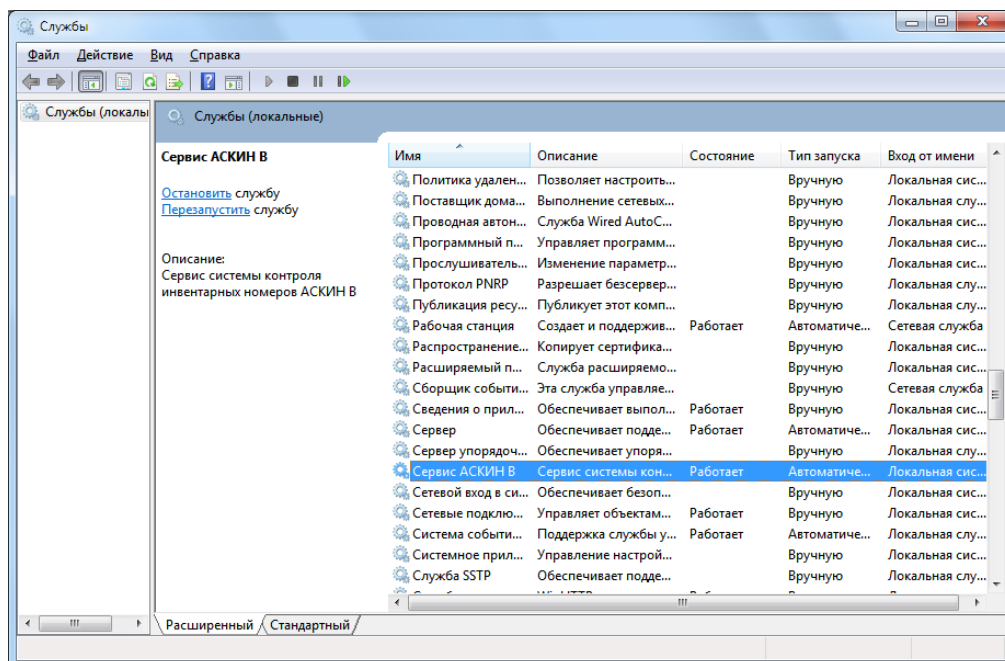 Службы
Файл Действие Вид Справка
Службы (локалы
Службы (локальные)
Сервис АСКИН В
Остановить службу
Перезапустить службу
Описание:
Сервис системы контроля
инвентарных номеров АСКИН В
Имя Описание Состояние Тип запуска Вход от имени
Политика удален... Позволяет настроить... Вручную Локальная сис...
Поставщик дома... Выполнение сетевых... Вручную Локальная слу...
Проводная автон... Служба Wired AutoC... Вручную Локальная сис...
Программный п... Управляет программ... Вручную Локальная сис...
Прослушиватель... Изменение параметр... Вручную Локальная сис...
Протокол PNRP Разрешает безсервер... Вручную Локальная слу...
Публикация ресу... Публикует этот комп... Вручную Локальная слу...
Рабочая станция Создает и поддержив... Работает Автоматиче... Сетевая служба
Распространение... Копирует сертифика... Вручную Локальная сис...
Расширяемый п... Служба расширяемо... Вручную Локальная сис...
Сборщик событи... Эта служба управляе... Вручную Сетевая служба
Сведения о прил... Обеспечивает выпол... Работает Вручную Локальная сис...
Сервер Обеспечивает подде... Работает Автоматиче... Локальная сис...
Сервер упорядоч... Обеспечивает упоря... Вручную Локальная слу...
Сервис АСКИН В Сервис системы кон... Работает Автоматиче... Локальная сис...
Сетевой вход в си... Обеспечивает безоп... Вручную Локальная сис...
Сетевые подклю... Управляет объектам... Работает Вручную Локальная сис...
Система событи... Поддержка службы у... Работает Автоматиче... Локальная слу...
Системное прил... Управление настрой... Вручную Локальная сис...
Служба SSTP Обеспечивает подде... Вручную Локальная слу...
Расширенный Стандартный